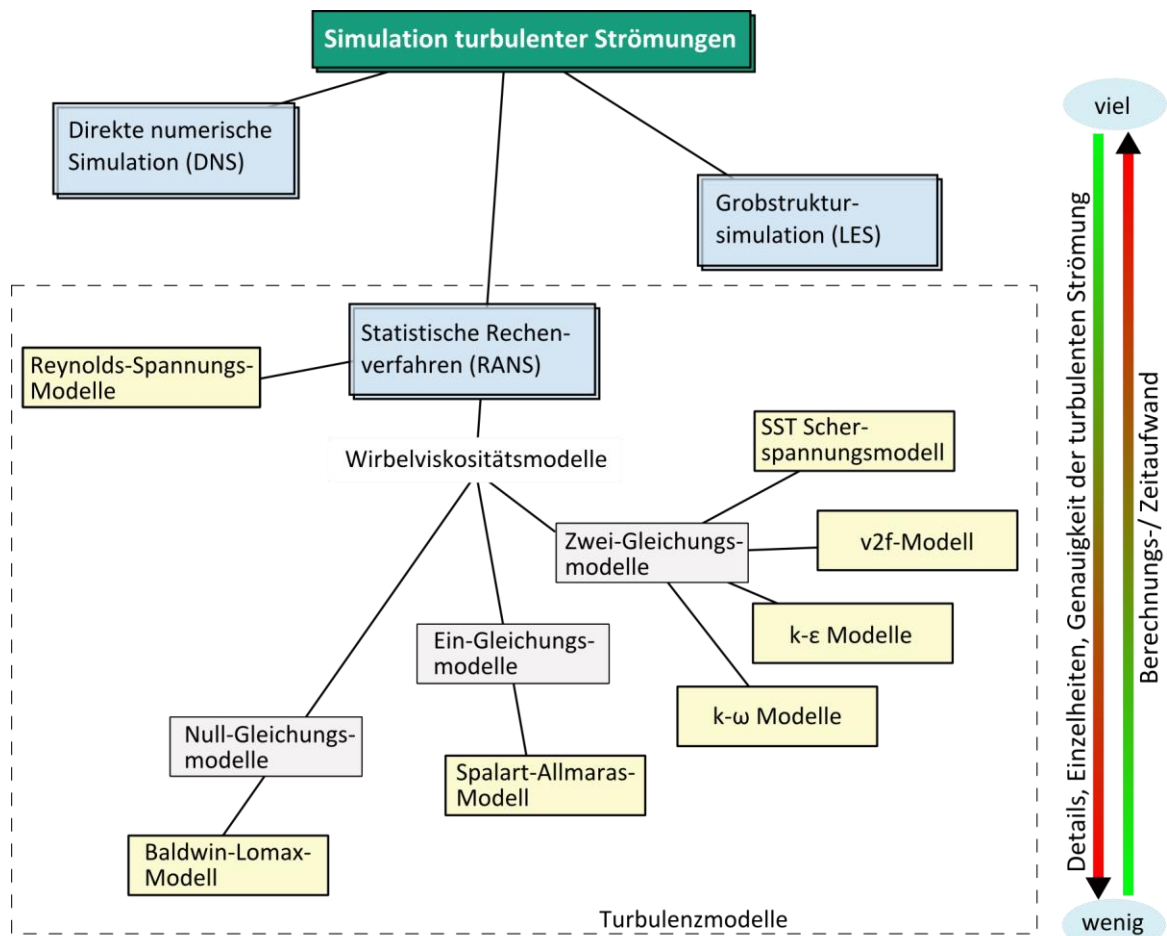 Simulation turbulenter Strömungen
Direkte numerische
Simulation (DNS)
Grobstruktur-
simulation (LES)
Statistische Rechen-
verfahren (RANS)
Reynolds-Spannungs-
Modelle
Wirbelviskositätsmodelle
SST Scher-
spannungsmodell
Zwei-Gleichungs-
modelle
v2f-Modell
k-ε Modelle
k-ω Modelle
Ein-Gleichungs-
modelle
Spalart-Allmaras-
Modell
Null-Gleichungs-
modelle
Baldwin-Lomax-
Modell
Turbulenzmodelle
viel
Details, Einzelheiten, Genauigkeit der turbulenten Strömung
Berechnungs-/ Zeitaufwand
wenig